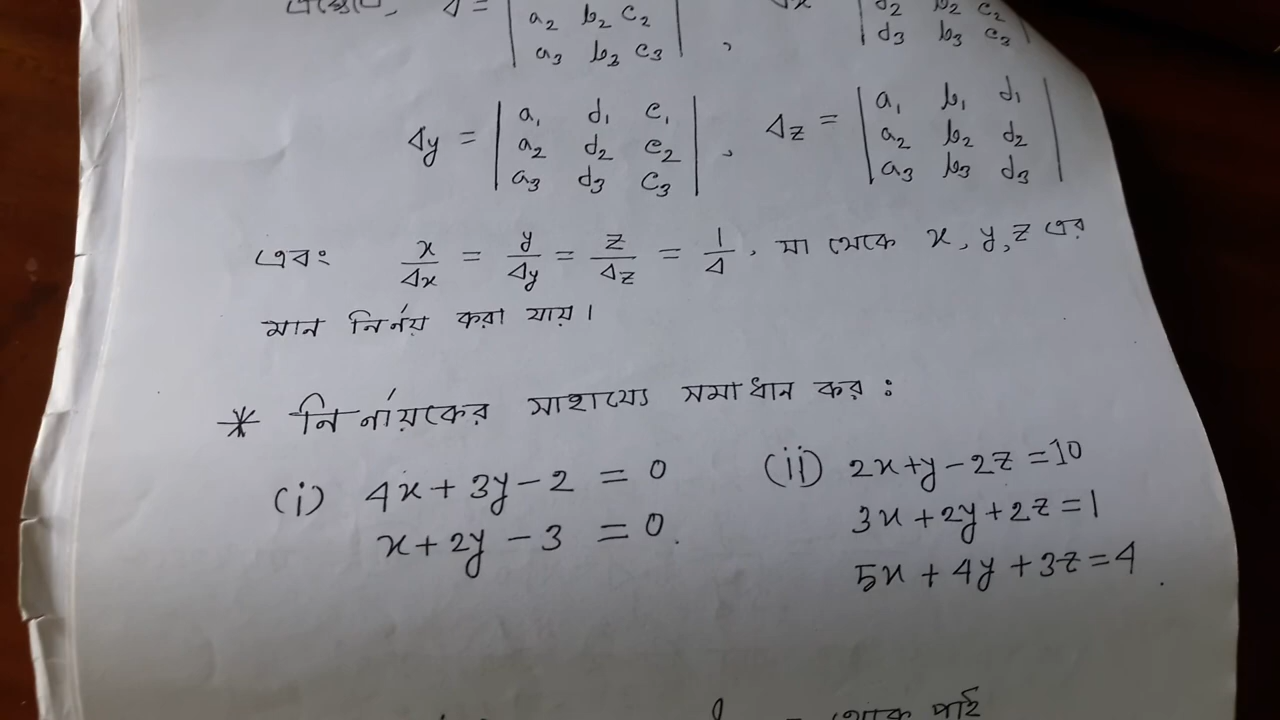 Δ = | a₂ b₂ c₂ | , | d₂ b₂ c₂ |
| a₃ b₃ c₃ | | d₃ b₃ c₃ |
Δy = | a₁ d₁ c₁ | , Δz = | a₁ b₁ d₁ |
| a₂ d₂ c₂ | | a₂ b₂ d₂ |
| a₃ d₃ c₃ | | a₃ b₃ d₃ |
এবং x/Δx = y/Δy = z/Δz = 1/Δ , যা থেকে x, y, z এর
মান নির্ণয় করা যায়।
* নির্ণায়কের সাহায্যে সমাধান কর :
(i) 4x + 3y - 2 = 0 (ii) 2x + y - 2z = 10
x + 2y - 3 = 0. 3x + 2y + 2z = 1
5x + 4y + 3z = 4 .
থেকে পাই